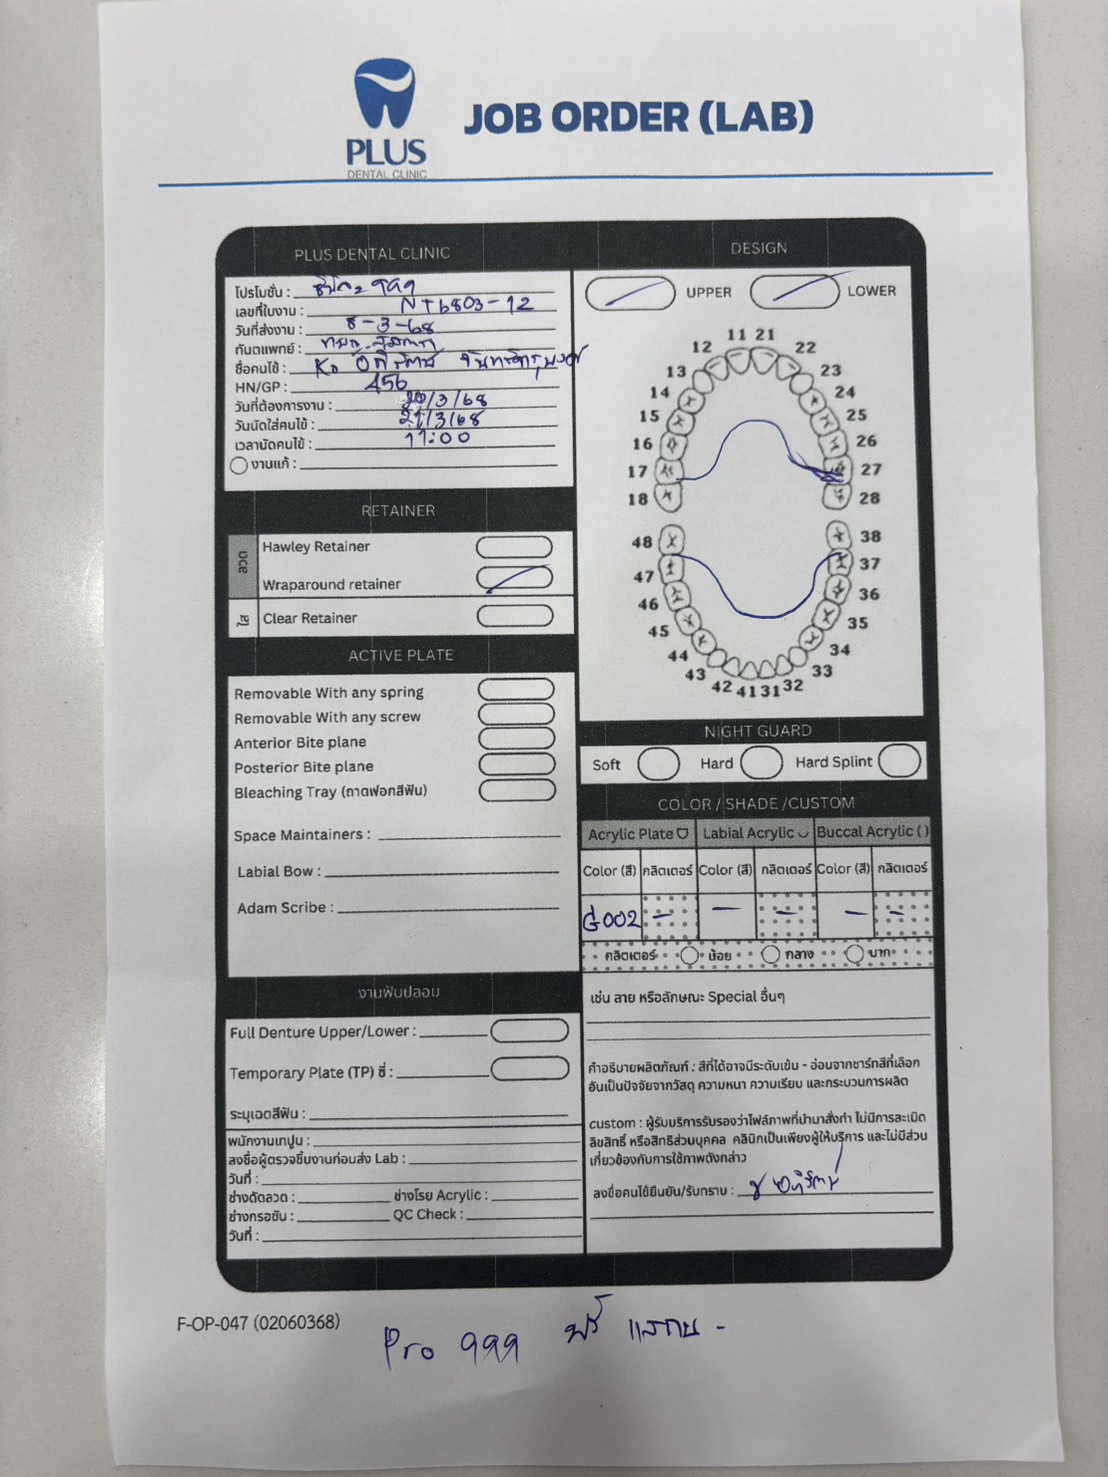 PLUS
DENTAL CLINIC
JOB ORDER (LAB)
PLUS DENTAL CLINIC
โปรโมชั่น : 999
เลขที่ใบงาน : NT6803-12
วันที่ส่งงาน : 8-3-68
ทันตแพทย์ :
ชื่อคนไข้ :
HN/GP : 456
วันที่ต้องการงาน : 20/3/68
วันนัดใส่คนไข้ : 21/3/68
เวลานัดคนไข้ : 11:00
งานแก้ :
RETAINER
ลวด
Hawley Retainer
Wraparound retainer
ใส
Clear Retainer
ACTIVE PLATE
Removable With any spring
Removable With any screw
Anterior Bite plane
Posterior Bite plane
Bleaching Tray (ถาดฟอกสีฟัน)
Space Maintainers :
Labial Bow :
Adam Scribe :
งานฟันปลอม
Full Denture Upper/Lower :
Temporary Plate (TP) ซี่ :
ระบุเฉดสีฟัน :
พนักงานเทปูน :
ลงชื่อผู้ตรวจชิ้นงานก่อนส่ง Lab :
วันที่ :
ช่างดัดลวด : ช่างโรย Acrylic :
ช่างกรอขัน : QC Check :
วันที่ :
DESIGN
UPPER LOWER
11 21
12 22
13 23
14 24
15 25
16 26
17 27
18 28
48 38
47 37
46 36
45 35
44 34
43 33
42 41 31 32
NIGHT GUARD
Soft Hard Hard Splint
COLOR / SHADE /CUSTOM
Acrylic Plate Labial Acrylic Buccal Acrylic ( )
Color (สี) กลิตเตอร์ Color (สี) กลิตเตอร์ Color (สี) กลิตเตอร์
G002 — — — — —
กลิตเตอร์ น้อย กลาง มาก
เช่น ลาย หรือลักษณะ Special อื่นๆ
คำอธิบายผลิตภัณฑ์ : สีที่ได้อาจมีระดับเข้ม - อ่อนจากชาร์ทสีที่เลือก
อันเป็นปัจจัยจากวัสดุ ความหนา ความเรียบ และกระบวนการผลิต
custom : ผู้รับบริการรับรองว่าไฟล์ภาพที่นำมาสั่งทำ ไม่มีการละเมิด
ลิขสิทธิ์ หรือสิทธิส่วนบุคคล คลินิกเป็นเพียงผู้ให้บริการ และไม่มีส่วน
เกี่ยวข้องกับการใช้ภาพดังกล่าว
ลงชื่อคนไข้ยืนยัน/รับทราบ :
F-OP-047 (02060368)
Pro 999 ฟรี สแกน -